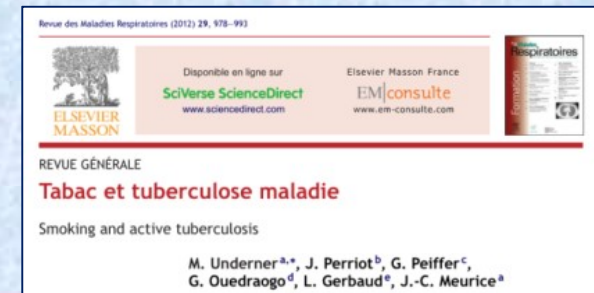 Revue des Maladies Respiratoires (2012) 29, 978—993
ELSEVIER
MASSON
Disponible en ligne sur
SciVerse ScienceDirect
www.sciencedirect.com
Elsevier Masson France
EM|consulte
www.em-consulte.com
Respiratoires
Formation
REVUE GÉNÉRALE
Tabac et tuberculose maladie
Smoking and active tuberculosis
M. Underner a,*, J. Perriot b, G. Peiffer c,
G. Ouedraogo d, L. Gerbaud e, J.-C. Meurice a